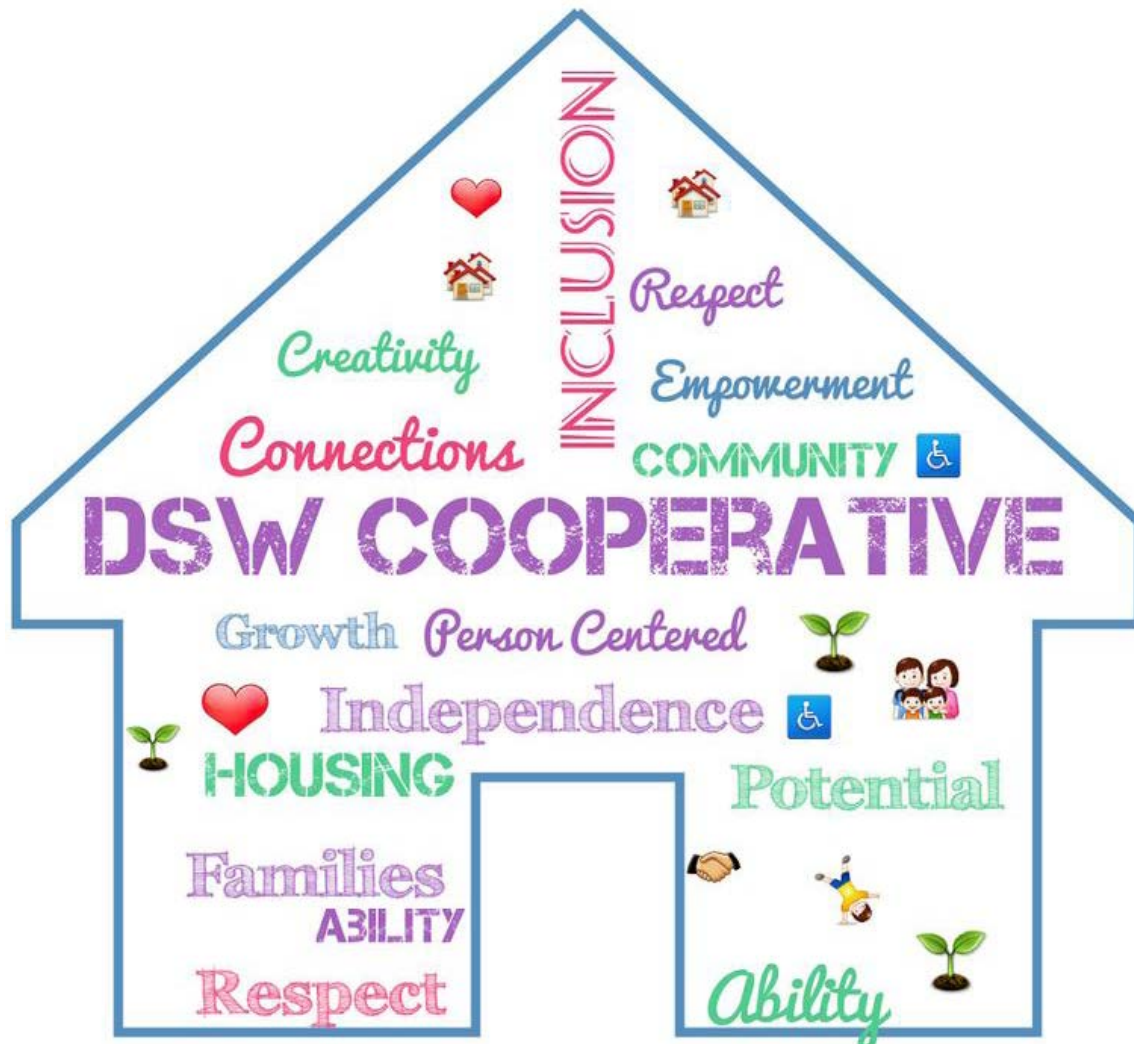 INCLUSION
Respect
Creativity
Empowerment
Connections
COMMUNITY
DSW COOPERATIVE
Growth
Person Centered
Independence
HOUSING
Potential
Families
ABILITY
Respect
Ability